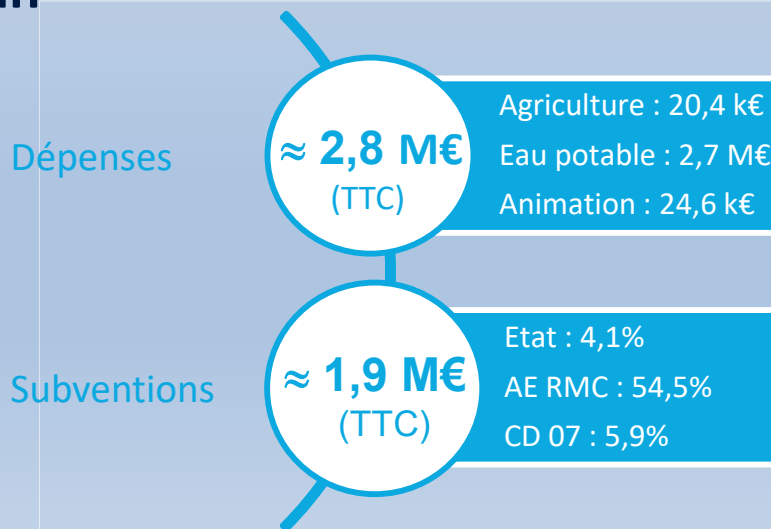 Dépenses
≈ 2,8 M€
(TTC)
Agriculture : 20,4 k€
Eau potable : 2,7 M€
Animation : 24,6 k€
Subventions
≈ 1,9 M€
(TTC)
Etat : 4,1%
AE RMC : 54,5%
CD 07 : 5,9%